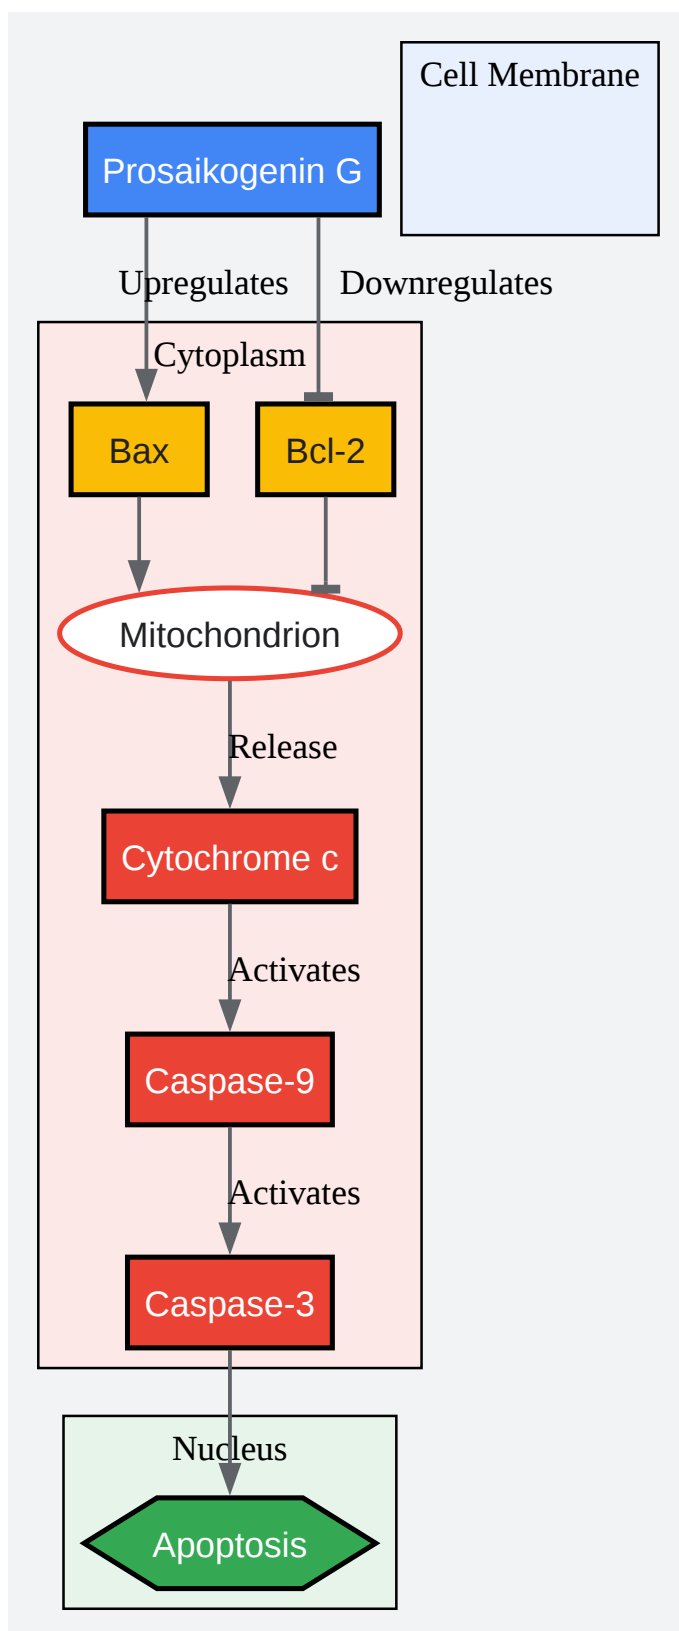 Cell Membrane
Prosaikogenin G
Upregulates
Downregulates
Cytoplasm
Bax
Bcl-2
Mitochondrion
Release
Cytochrome c
Activates
Caspase-9
Activates
Caspase-3
Nucleus
Apoptosis